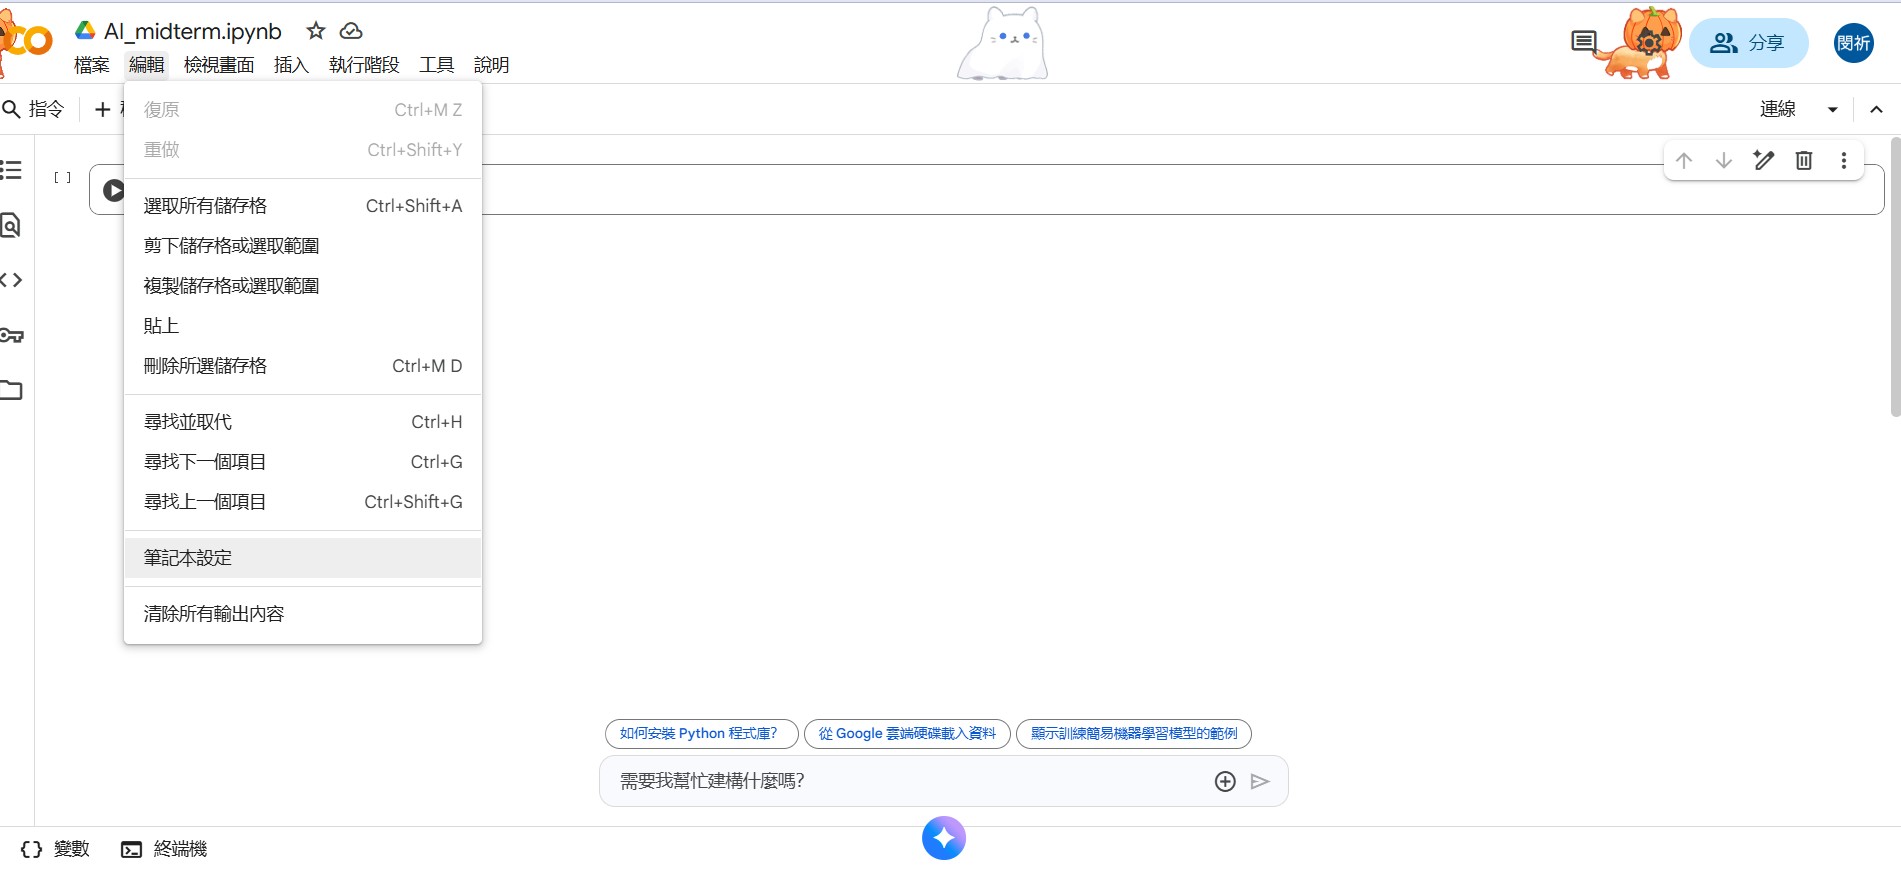 CO
AI_midterm.ipynb
檔案 編輯 檢視畫面 插入 執行階段 工具 說明
分享
閔祈
指令
連線
復原 Ctrl+M Z
重做 Ctrl+Shift+Y
[ ]
選取所有儲存格 Ctrl+Shift+A
剪下儲存格或選取範圍
複製儲存格或選取範圍
貼上
刪除所選儲存格 Ctrl+M D
尋找並取代 Ctrl+H
尋找下一個項目 Ctrl+G
尋找上一個項目 Ctrl+Shift+G
筆記本設定
清除所有輸出內容
如何安裝 Python 程式庫? 從 Google 雲端硬碟載入資料 顯示訓練簡易機器學習模型的範例
需要我幫忙建構什麼嗎?
變數 終端機